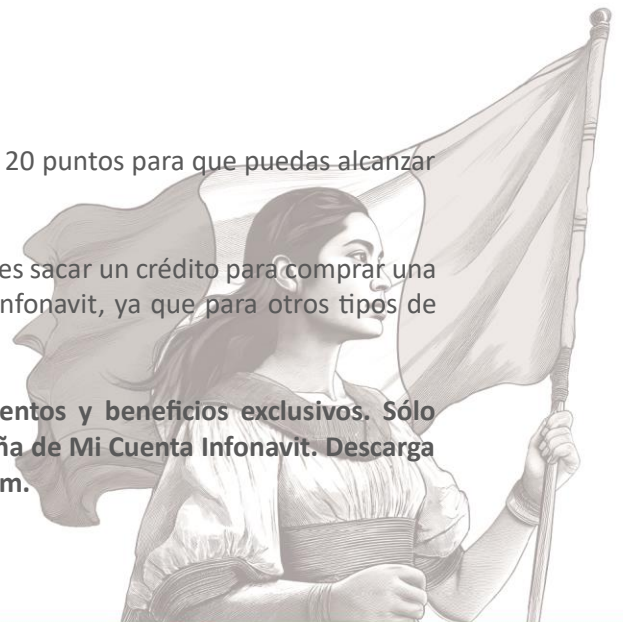 20 puntos para que puedas alcanzar
es sacar un crédito para comprar una
nfonavit, ya que para otros tipos de
entos y beneficios exclusivos. Sólo
ña de Mi Cuenta Infonavit. Descarga
m.